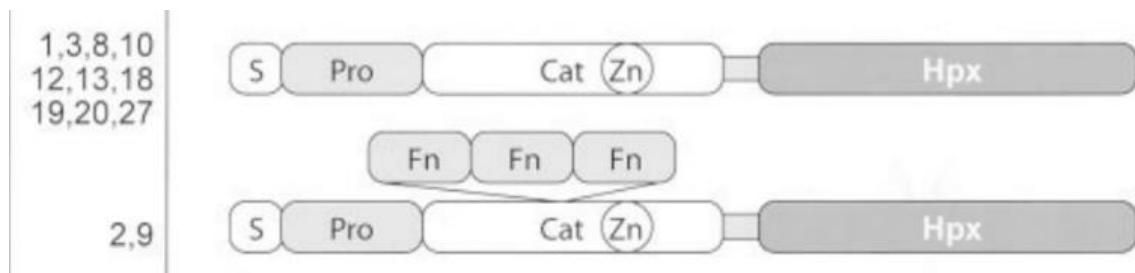 1,3,8,10
12,13,18
19,20,27
S Pro Cat Zn Hpx
Fn Fn Fn
2,9
S Pro Cat Zn Hpx